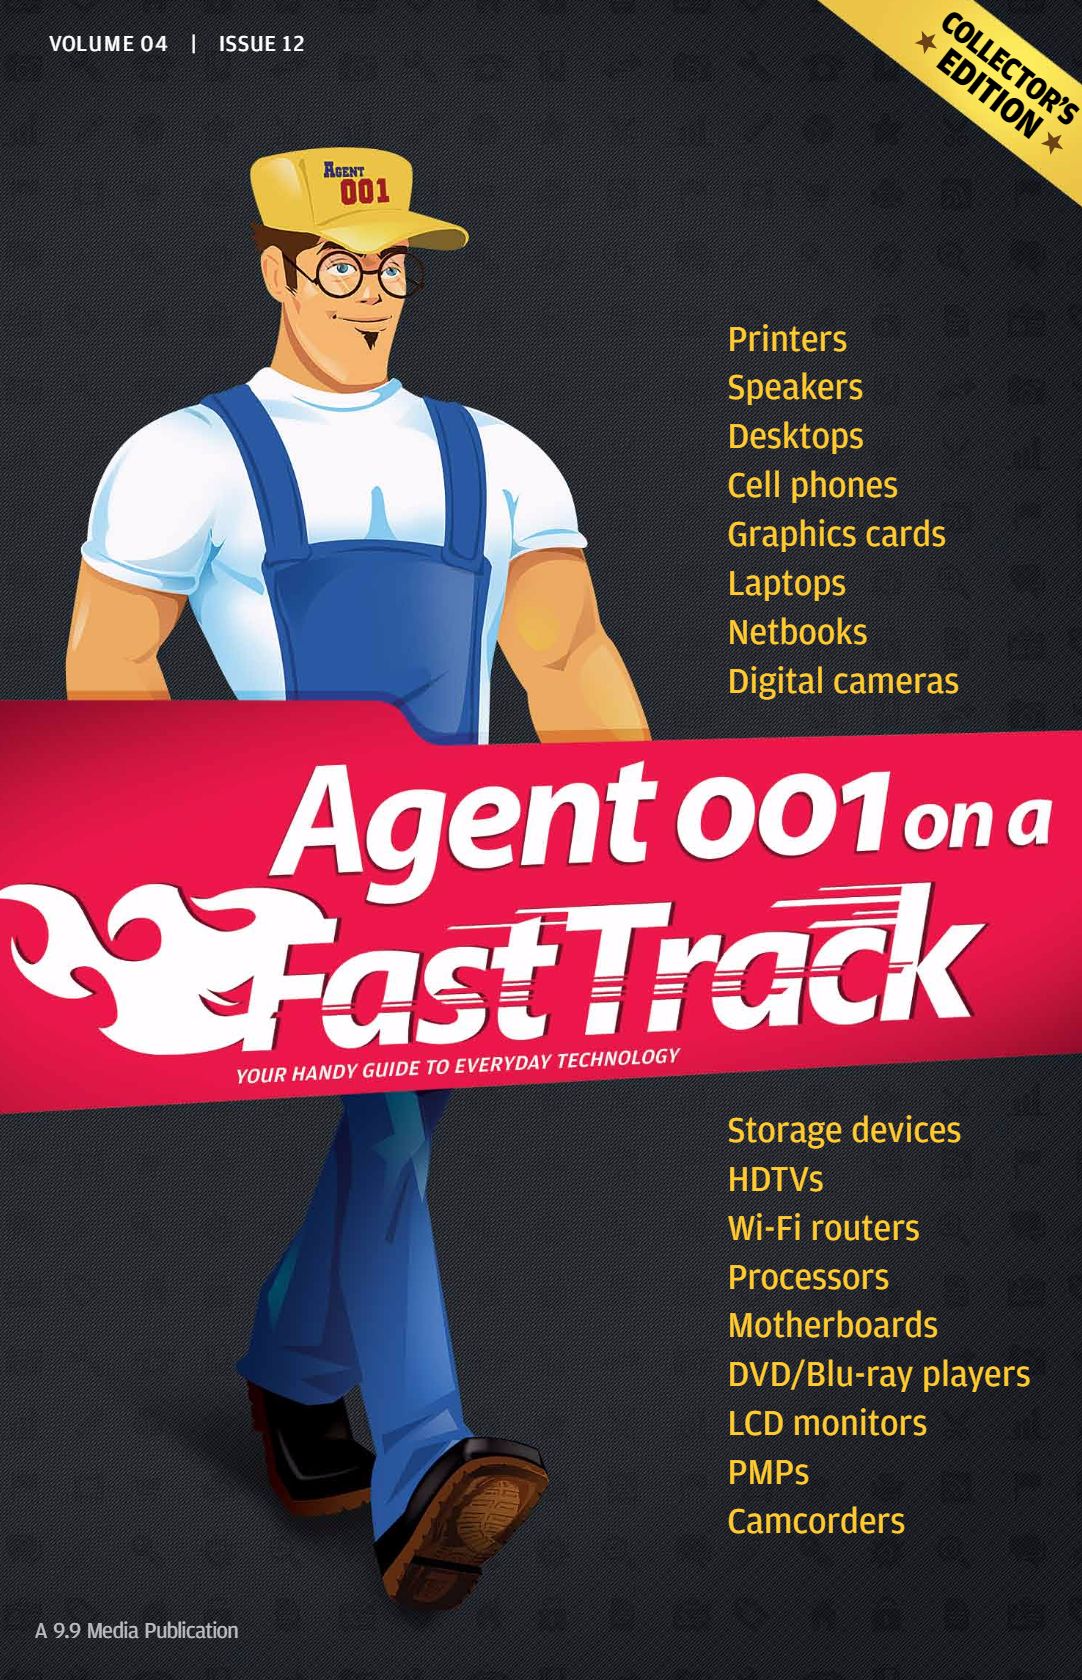 VOLUME 04 | ISSUE 12
COLLECTOR'S
EDITION
AGENT
001
Printers
Speakers
Desktops
Cell phones
Graphics cards
Laptops
Netbooks
Digital cameras
Agent 001 on a
FastTrack
YOUR HANDY GUIDE TO EVERYDAY TECHNOLOGY
Storage devices
HDTVs
Wi-Fi routers
Processors
Motherboards
DVD/Blu-ray players
LCD monitors
PMPs
Camcorders
A 9.9 Media Publication